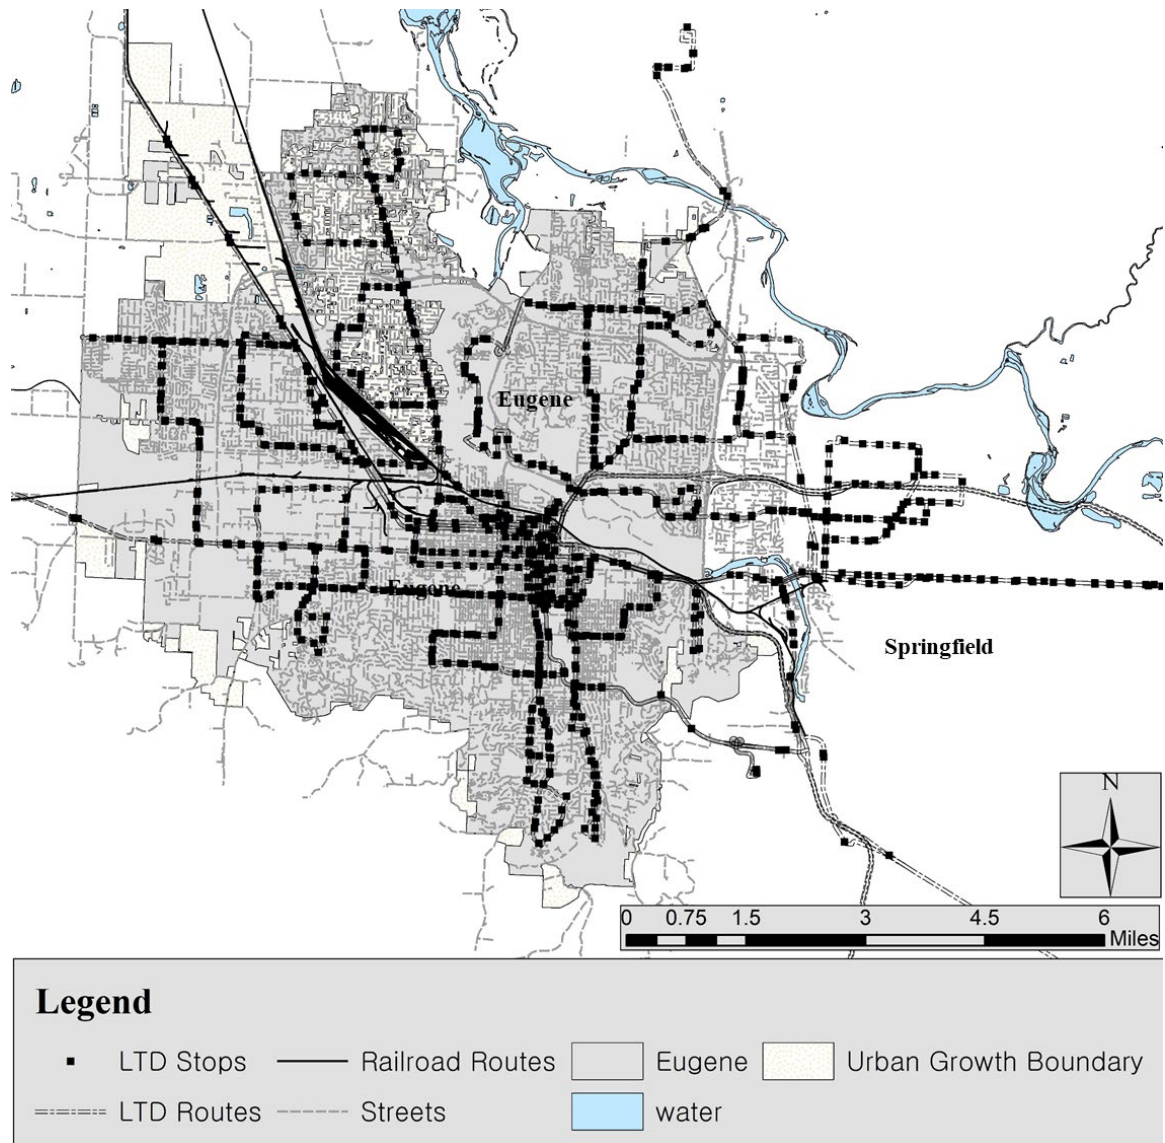 Eugene
Eugene
Springfield
N
0 0.75 1.5 3 4.5 6
Miles
Legend
LTD Stops Railroad Routes Eugene Urban Growth Boundary
LTD Routes Streets water